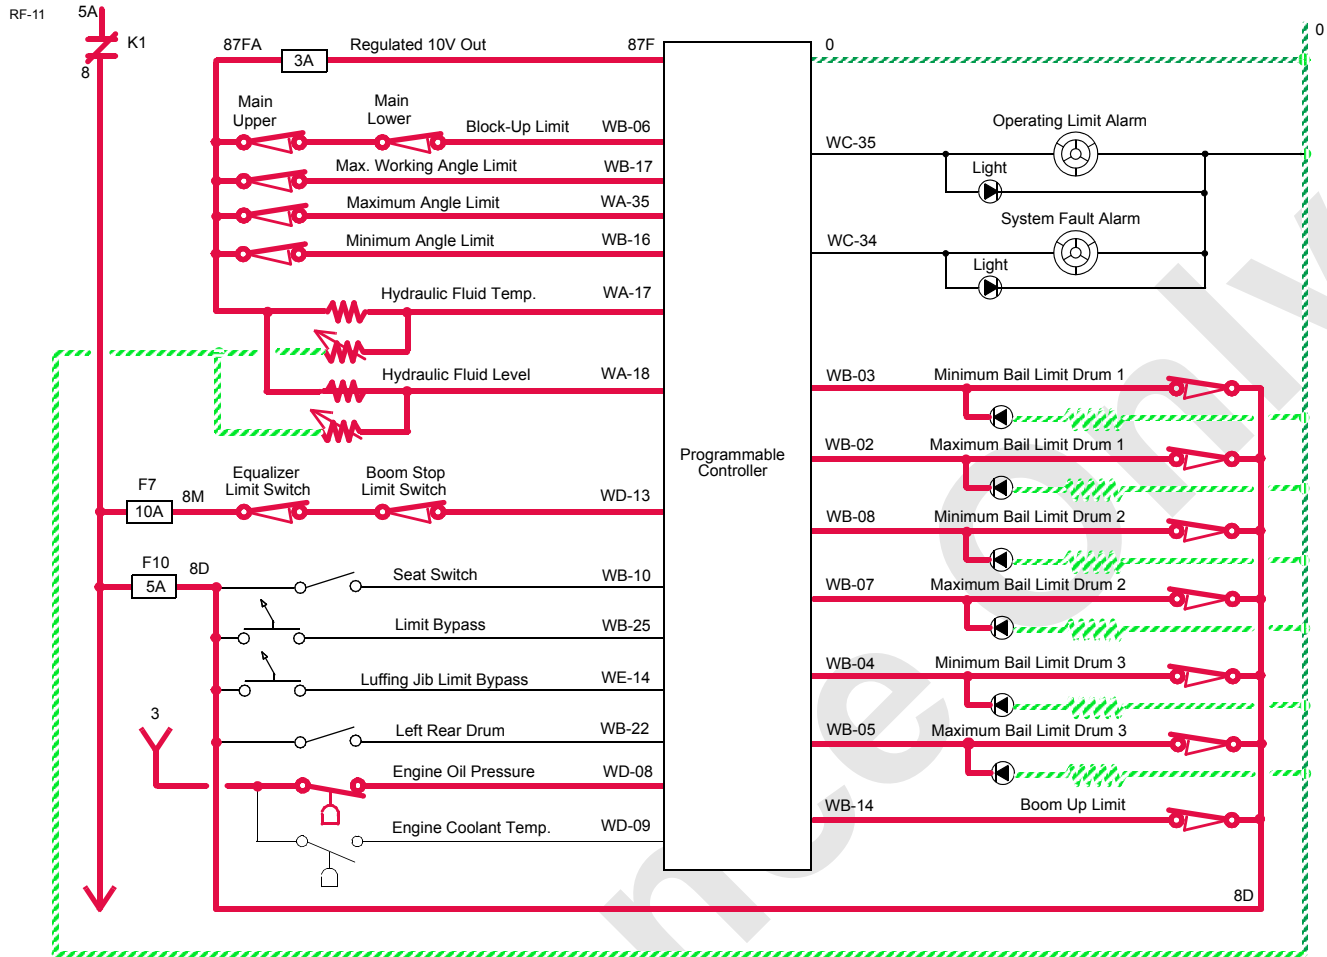 RF-11
5A
K1
8
87FA
3A
Regulated 10V Out
87F
0
0
Main
Upper
Main
Lower
Block-Up Limit
WB-06
Max. Working Angle Limit
WB-17
Maximum Angle Limit
WA-35
Minimum Angle Limit
WB-16
Hydraulic Fluid Temp.
WA-17
Hydraulic Fluid Level
WA-18
F7
10A
8M
Equalizer
Limit Switch
Boom Stop
Limit Switch
WD-13
F10
5A
8D
Seat Switch
WB-10
Limit Bypass
WB-25
Luffing Jib Limit Bypass
WE-14
3
Left Rear Drum
WB-22
Engine Oil Pressure
WD-08
Engine Coolant Temp.
WD-09
Programmable
Controller
WC-35
Operating Limit Alarm
Light
WC-34
System Fault Alarm
Light
WB-03
Minimum Bail Limit Drum 1
WB-02
Maximum Bail Limit Drum 1
WB-08
Minimum Bail Limit Drum 2
WB-07
Maximum Bail Limit Drum 2
WB-04
Minimum Bail Limit Drum 3
WB-05
Maximum Bail Limit Drum 3
WB-14
Boom Up Limit
8D
nce Only